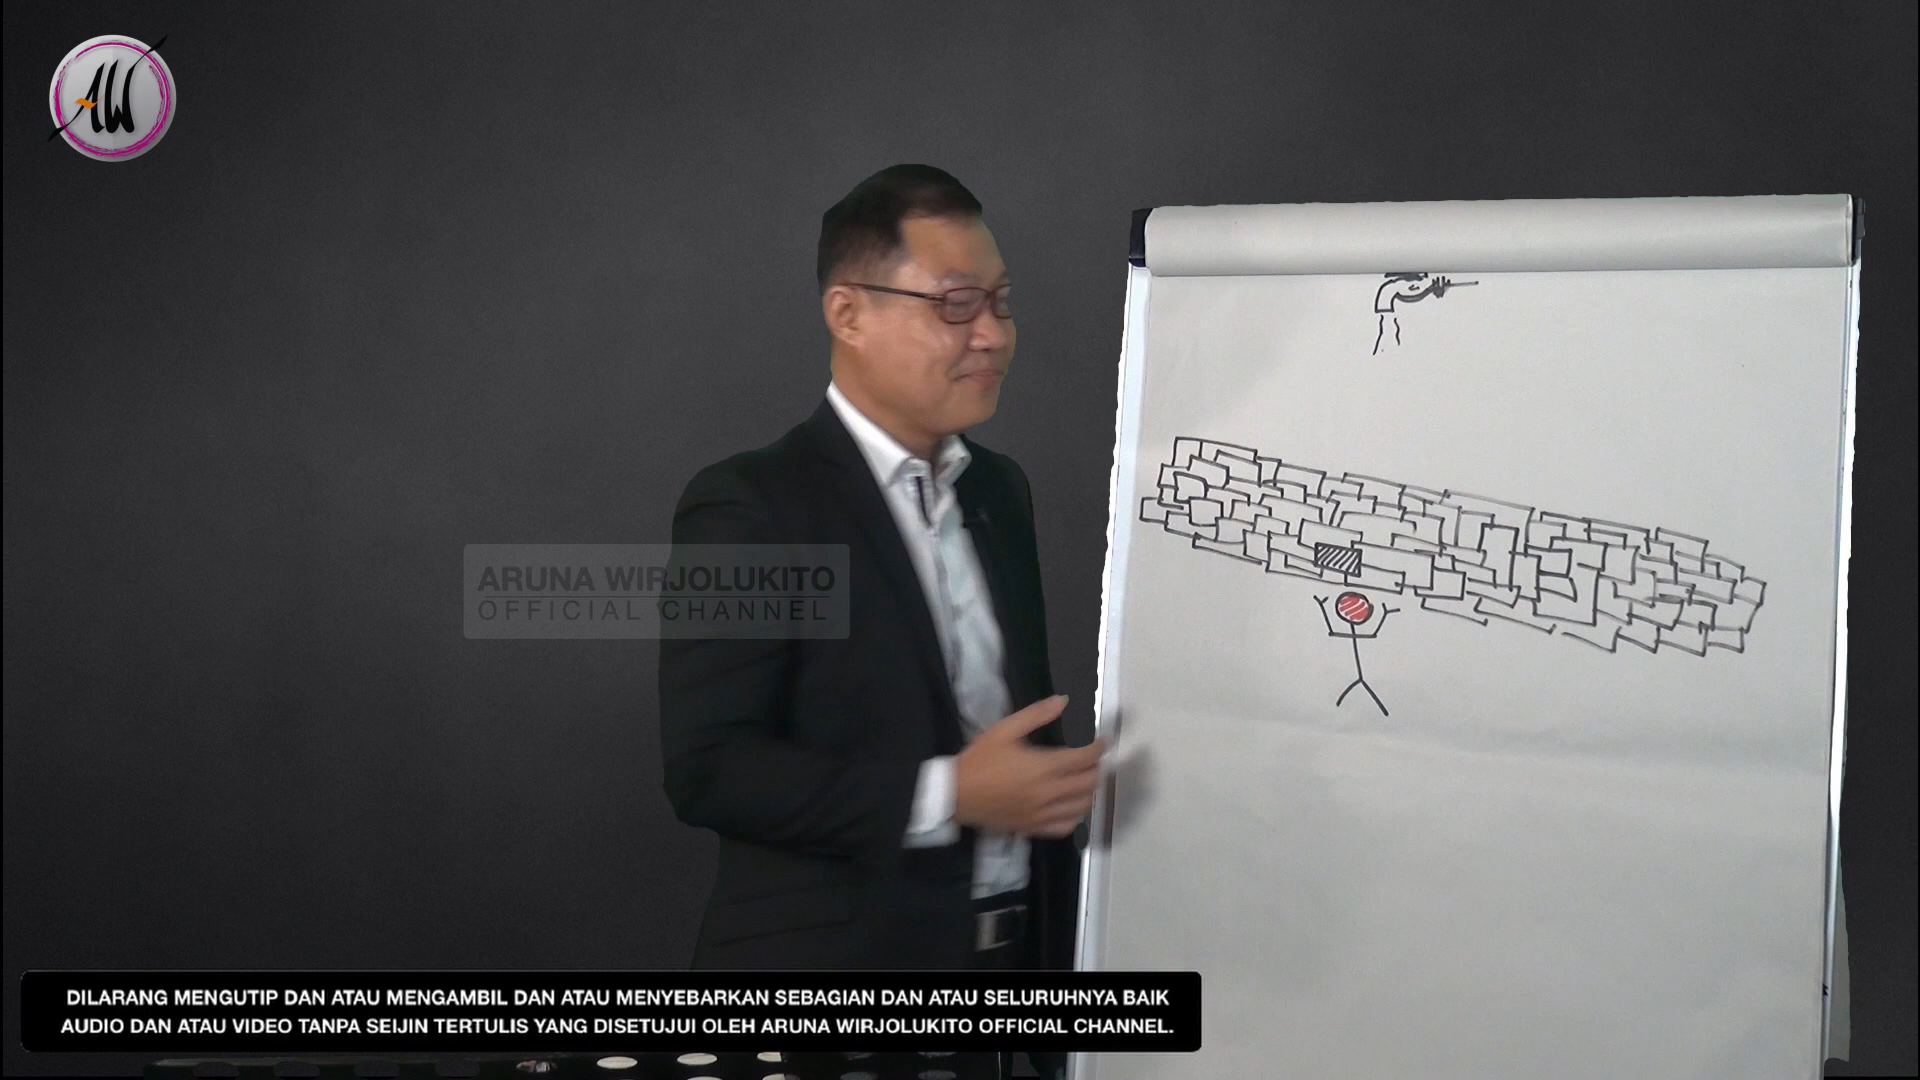 AW
ARUNA WIRJOLUKITO
OFFICIAL CHANNEL
DILARANG MENGUTIP DAN ATAU MENGAMBIL DAN ATAU MENYEBARKAN SEBAGIAN DAN ATAU SELURUHNYA BAIK
AUDIO DAN ATAU VIDEO TANPA SEIJIN TERTULIS YANG DISETUJUI OLEH ARUNA WIRJOLUKITO OFFICIAL CHANNEL.